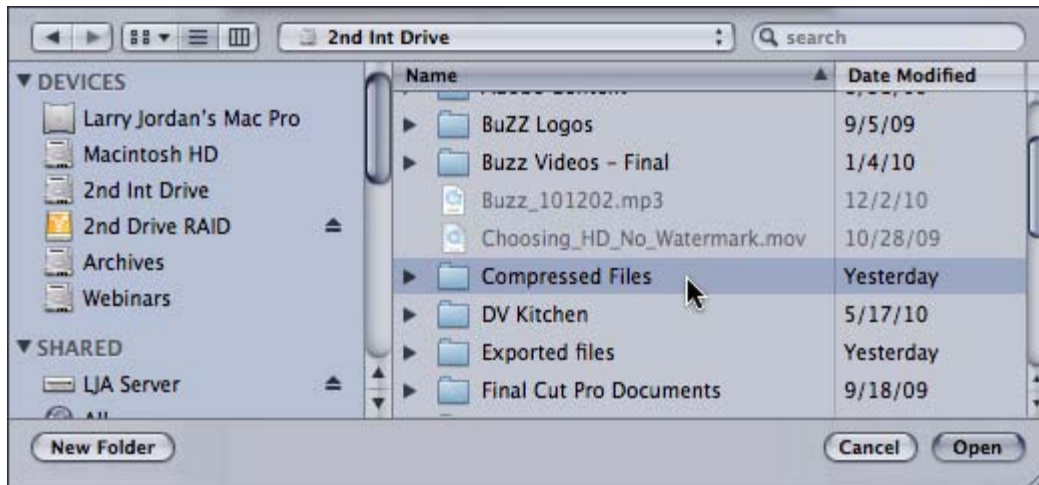 2nd Int Drive
search
DEVICES
Larry Jordan's Mac Pro
Macintosh HD
2nd Int Drive
2nd Drive RAID
Archives
Webinars
SHARED
LJA Server
Name Date Modified
BuZZ Logos 9/5/09
Buzz Videos – Final 1/4/10
Buzz_101202.mp3 12/2/10
Choosing_HD_No_Watermark.mov 10/28/09
Compressed Files Yesterday
DV Kitchen 5/17/10
Exported files Yesterday
Final Cut Pro Documents 9/18/09
New Folder Cancel Open